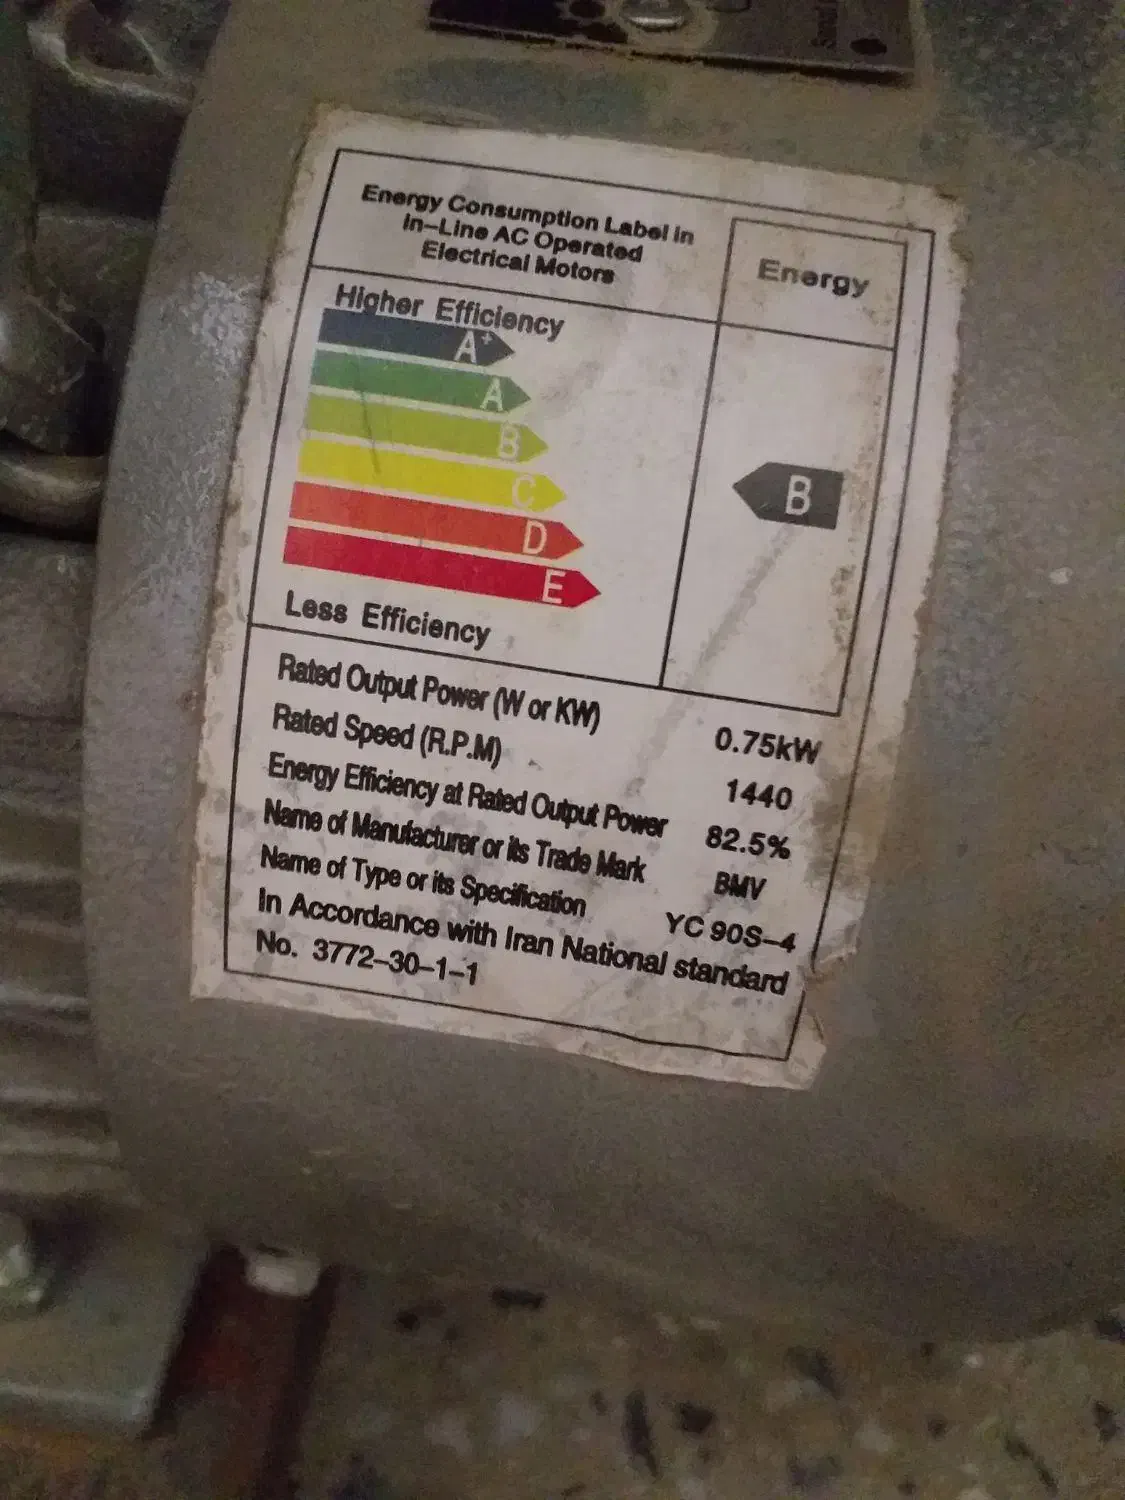 Energy Consumption Label in
In-Line AC Operated
Electrical Motors
Energy
Higher Efficiency
A+
A
B
C
D
E
B
Less Efficiency
Rated Output Power (W or KW) 0.75kW
Rated Speed (R.P.M) 1440
Energy Efficiency at Rated Output Power 82.5%
Name of Manufacturer or its Trade Mark BMV
Name of Type or its Specification YC 90S-4
In Accordance with Iran National standard
No. 3772-30-1-1